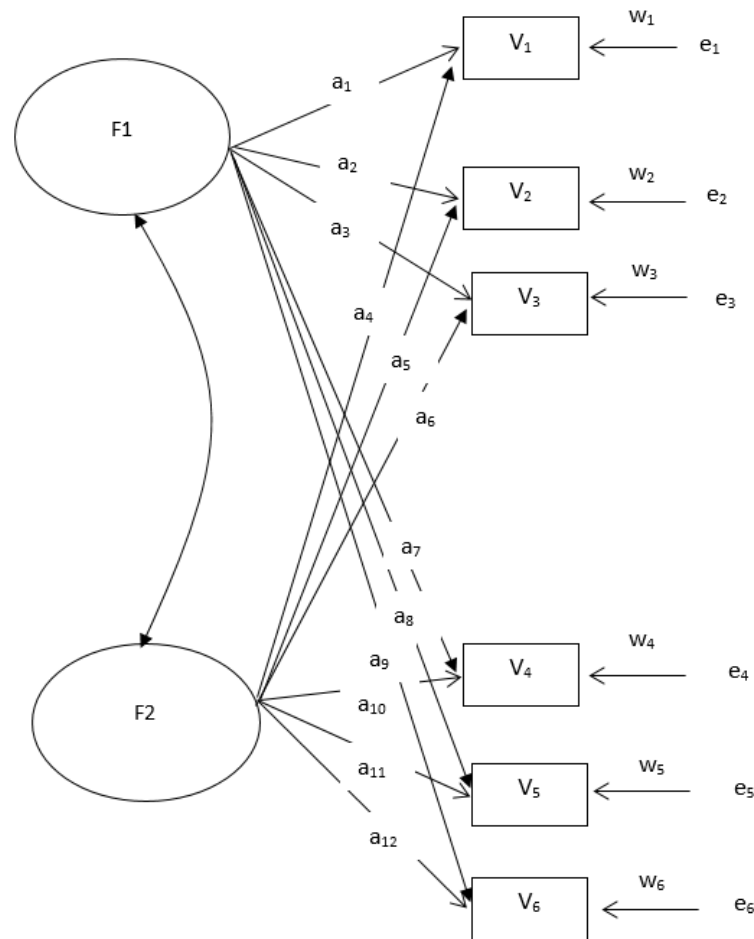 w₁
V₁
e₁
a₁
F1
a₂
w₂
V₂
e₂
a₃
w₃
V₃
e₃
a₄
a₅
a₆
a₇
a₈
w₄
a₉
V₄
e₄
a₁₀
F2
w₅
a₁₁
V₅
e₅
a₁₂
w₆
V₆
e₆